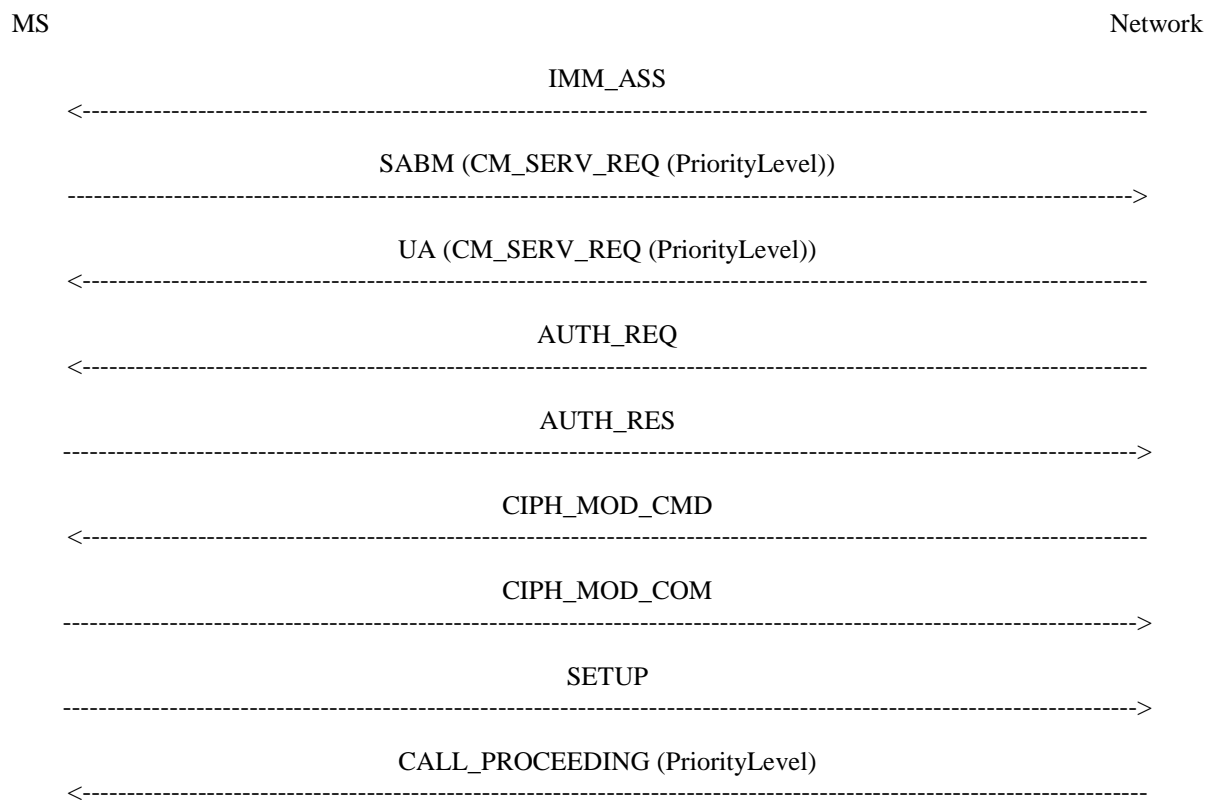 MS Network
IMM_ASS
<-----------------------------------------------------------------------------------------------------------------------
SABM (CM_SERV_REQ (PriorityLevel))
----------------------------------------------------------------------------------------------------------------------->
UA (CM_SERV_REQ (PriorityLevel))
<-----------------------------------------------------------------------------------------------------------------------
AUTH_REQ
<-----------------------------------------------------------------------------------------------------------------------
AUTH_RES
----------------------------------------------------------------------------------------------------------------------->
CIPH_MOD_CMD
<-----------------------------------------------------------------------------------------------------------------------
CIPH_MOD_COM
----------------------------------------------------------------------------------------------------------------------->
SETUP
----------------------------------------------------------------------------------------------------------------------->
CALL_PROCEEDING (PriorityLevel)
<-----------------------------------------------------------------------------------------------------------------------